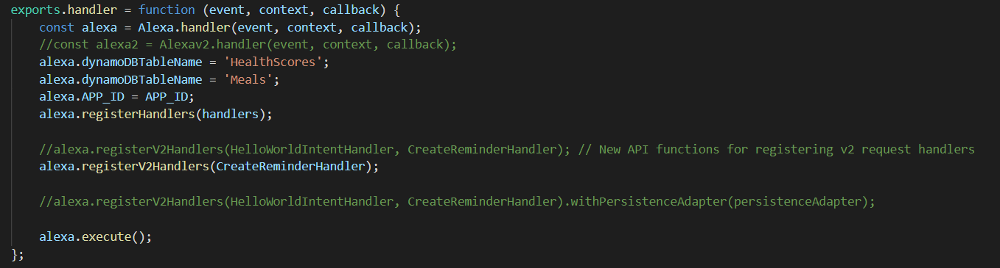 exports.handler = function (event, context, callback) {
    const alexa = Alexa.handler(event, context, callback);
    //const alexa2 = Alexav2.handler(event, context, callback);
    alexa.dynamoDBTableName = 'HealthScores';
    alexa.dynamoDBTableName = 'Meals';
    alexa.APP_ID = APP_ID;
    alexa.registerHandlers(handlers);
    //alexa.registerV2Handlers(HelloWorldIntentHandler, CreateReminderHandler); // New API functions for registering v2 request handlers
    alexa.registerV2Handlers(CreateReminderHandler);
    //alexa.registerV2Handlers(HelloWorldIntentHandler, CreateReminderHandler).withPersistenceAdapter(persistenceAdapter);
    alexa.execute();
};